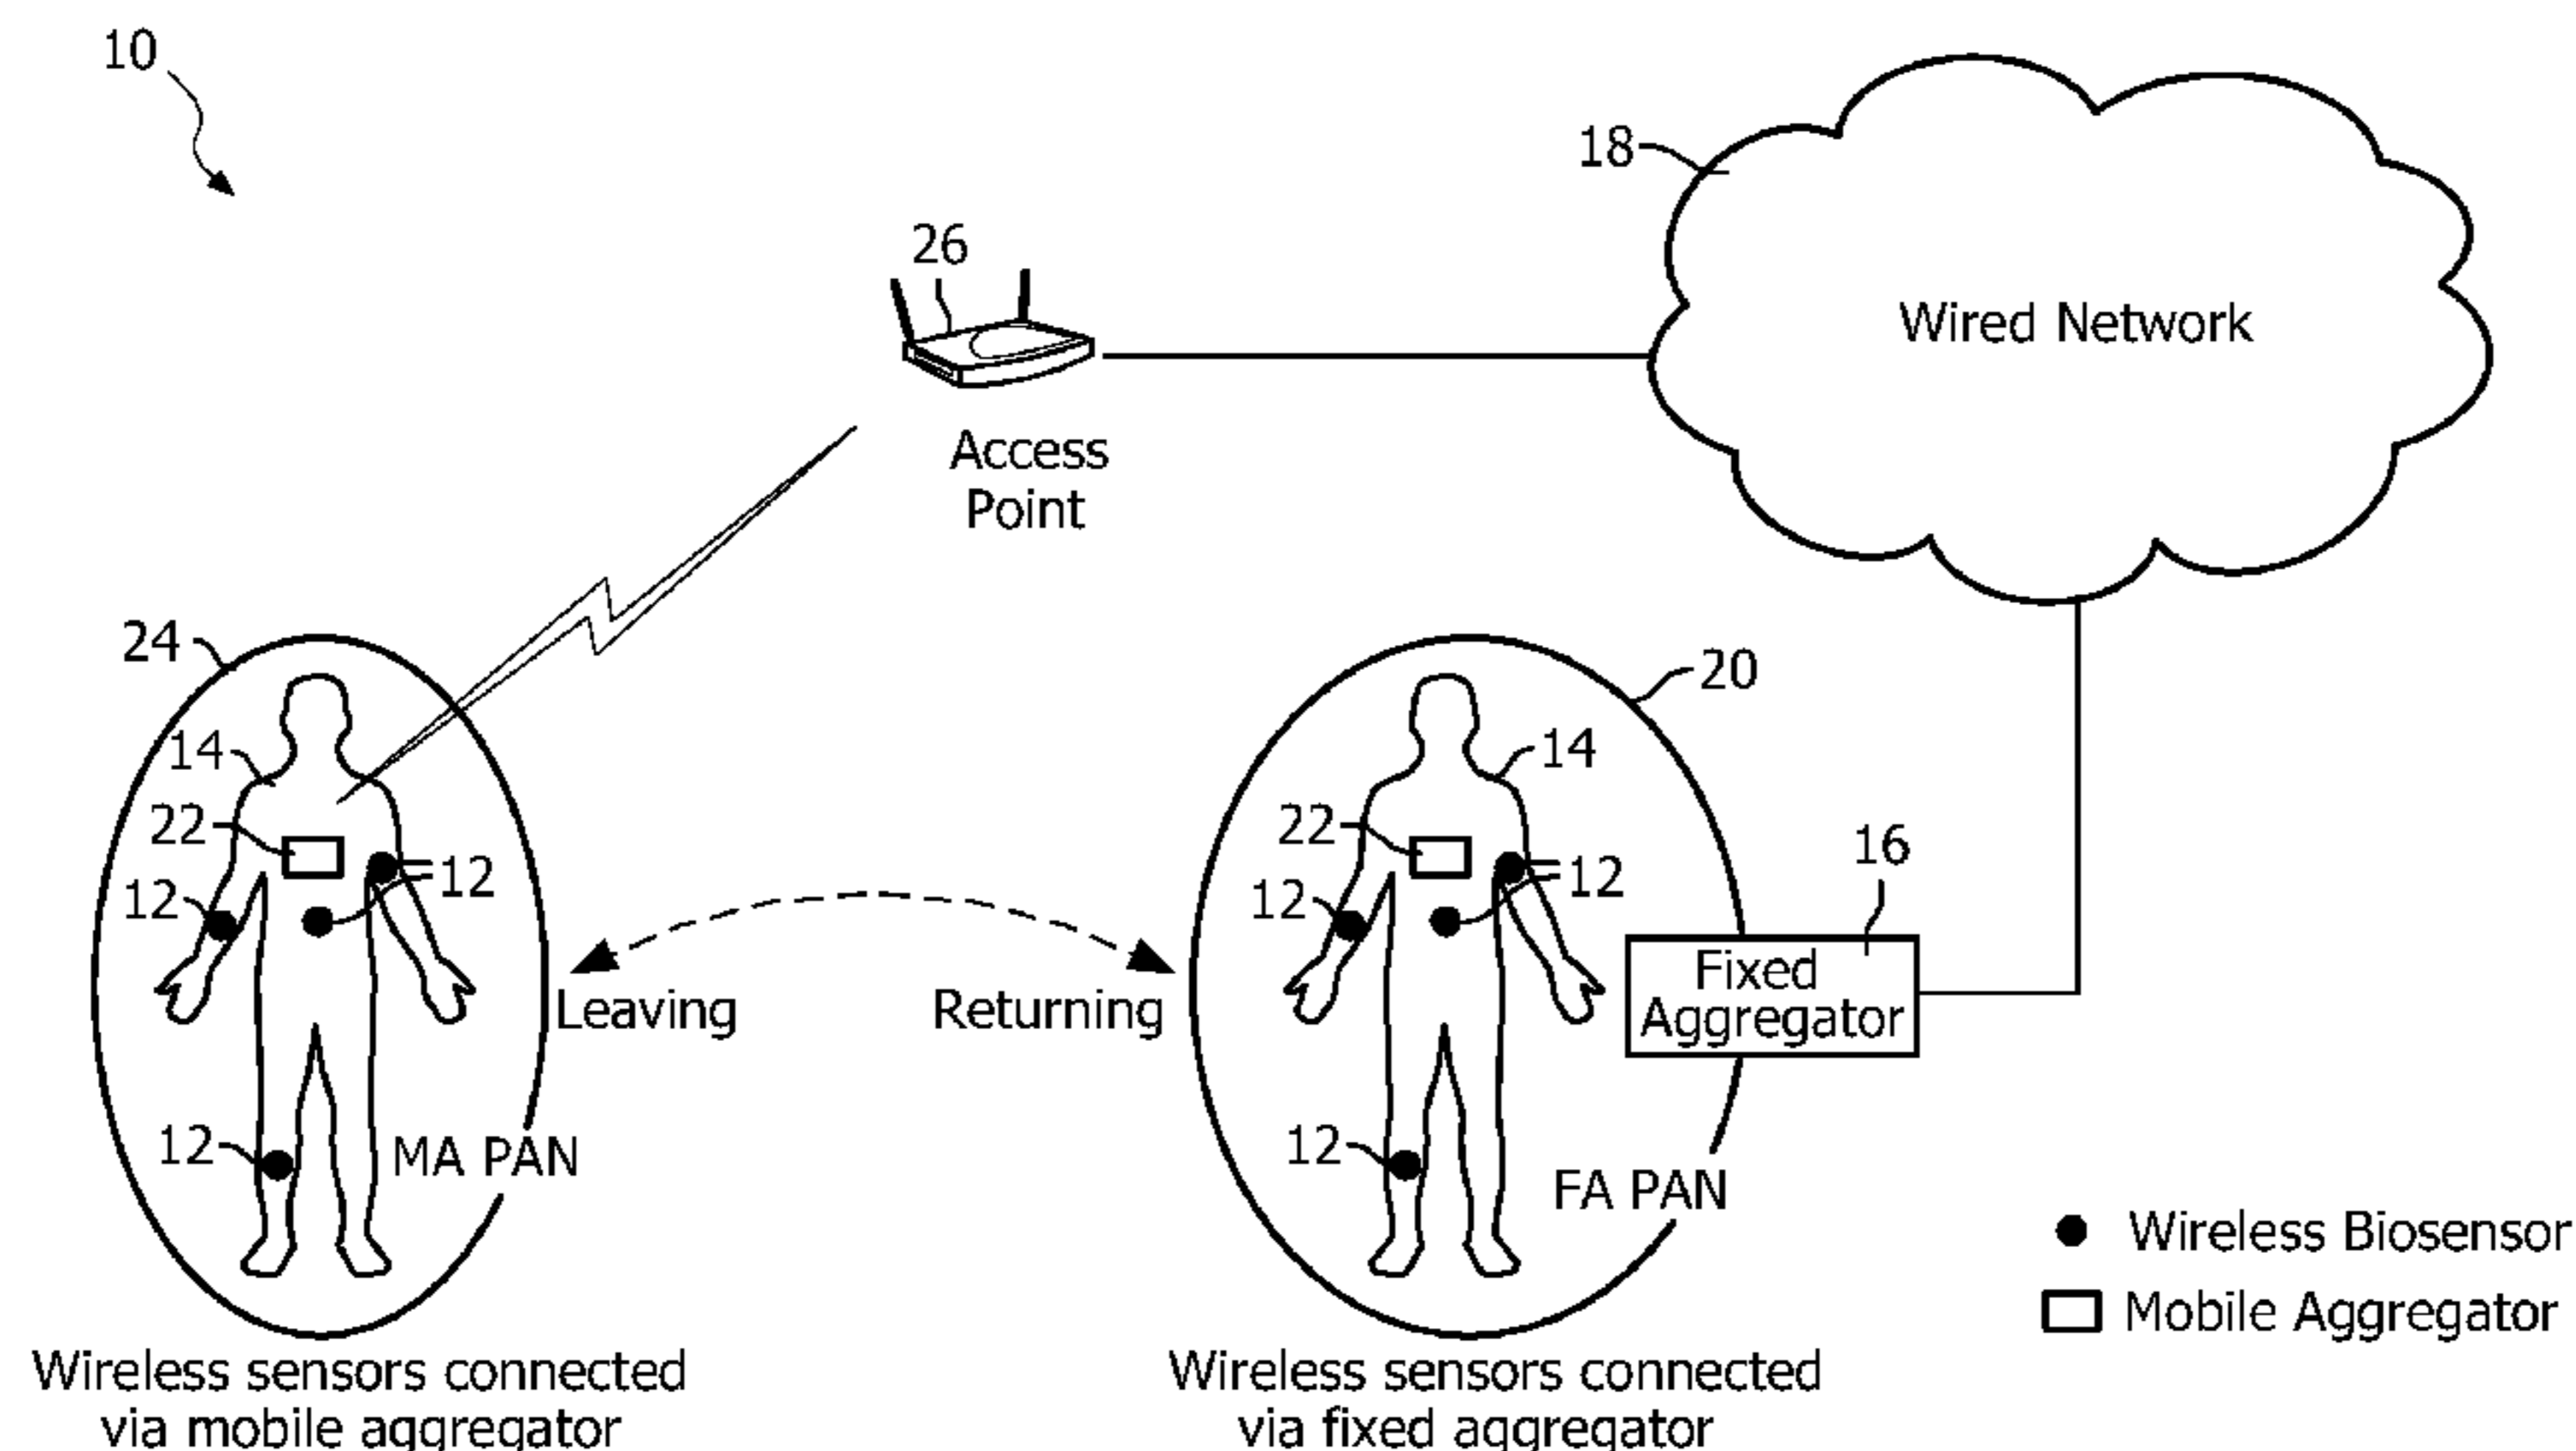 10
18
26
Wired Network
Access
Point
24
20
14
14
22
22
16
12
12
12
12
Fixed
Aggregator
Leaving
Returning
12
MA PAN
12
FA PAN
Wireless Biosensor
Mobile Aggregator
Wireless sensors connected
via mobile aggregator
Wireless sensors connected
via fixed aggregator